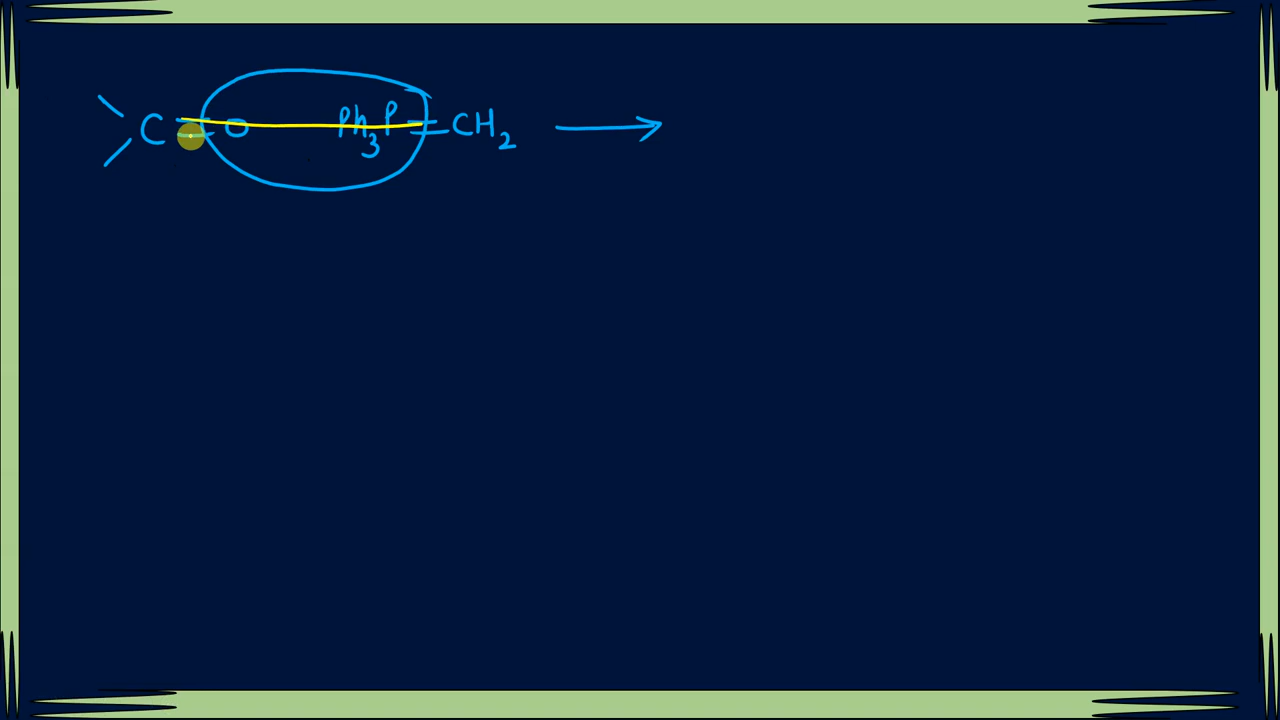 C = O Ph₃P = CH₂ ⟶